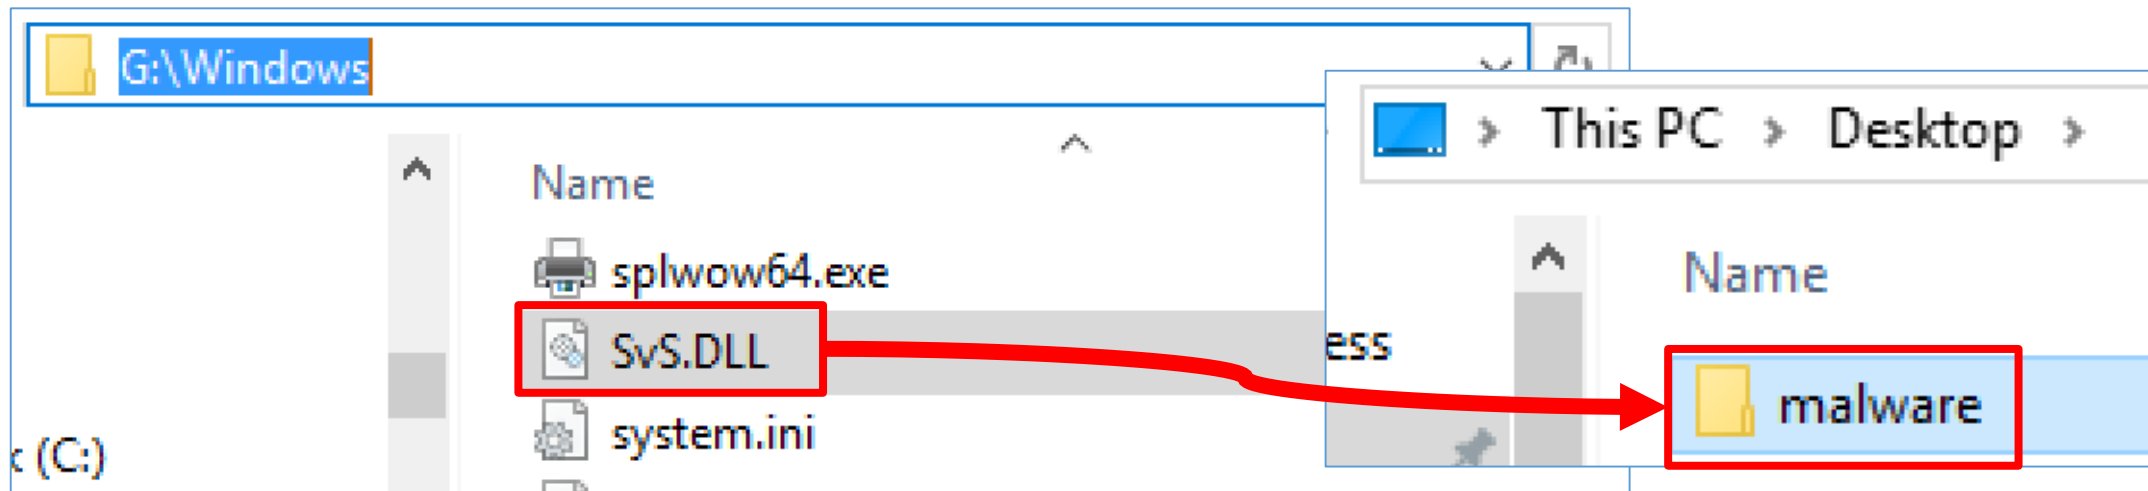 G:\Windows
Name
splwow64.exe
SvS.DLL
system.ini
(C:)
This PC > Desktop >
ess
Name
malware